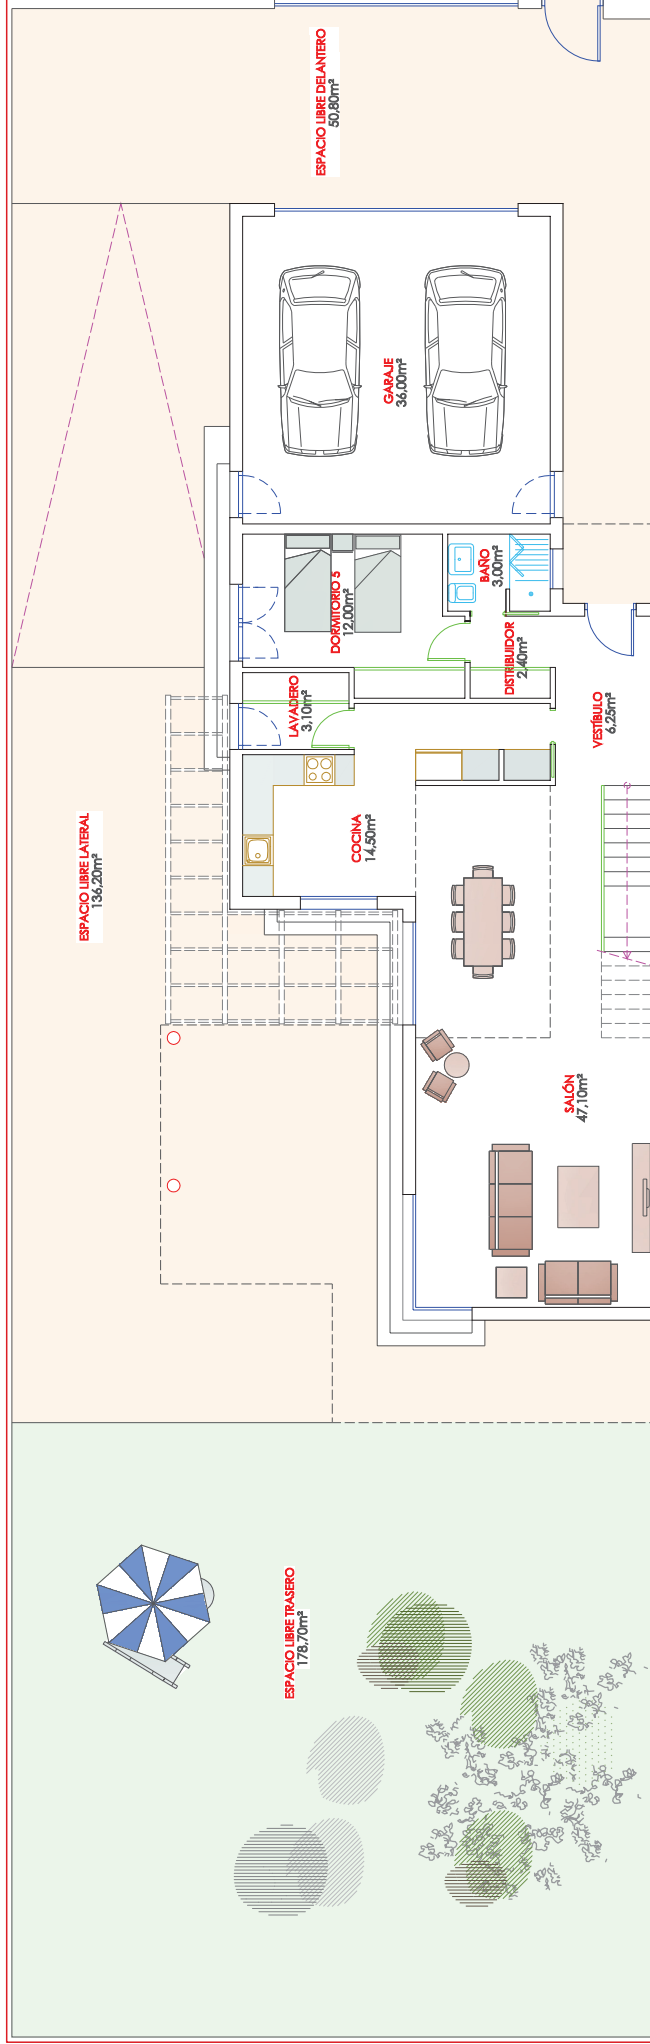 ESPACIO LIBRE DELANTERO
50,80m²
GARAJE
36,00m²
DORMITORIO 5
12,00m²
BAÑO
3,00m²
DISTRIBUIDOR
2,40m²
LAVADERO
3,10m²
VESTÍBULO
6,25m²
COCINA
14,50m²
ESPACIO LIBRE LATERAL
136,20m²
SALÓN
47,10m²
ESPACIO LIBRE TRASERO
178,70m²